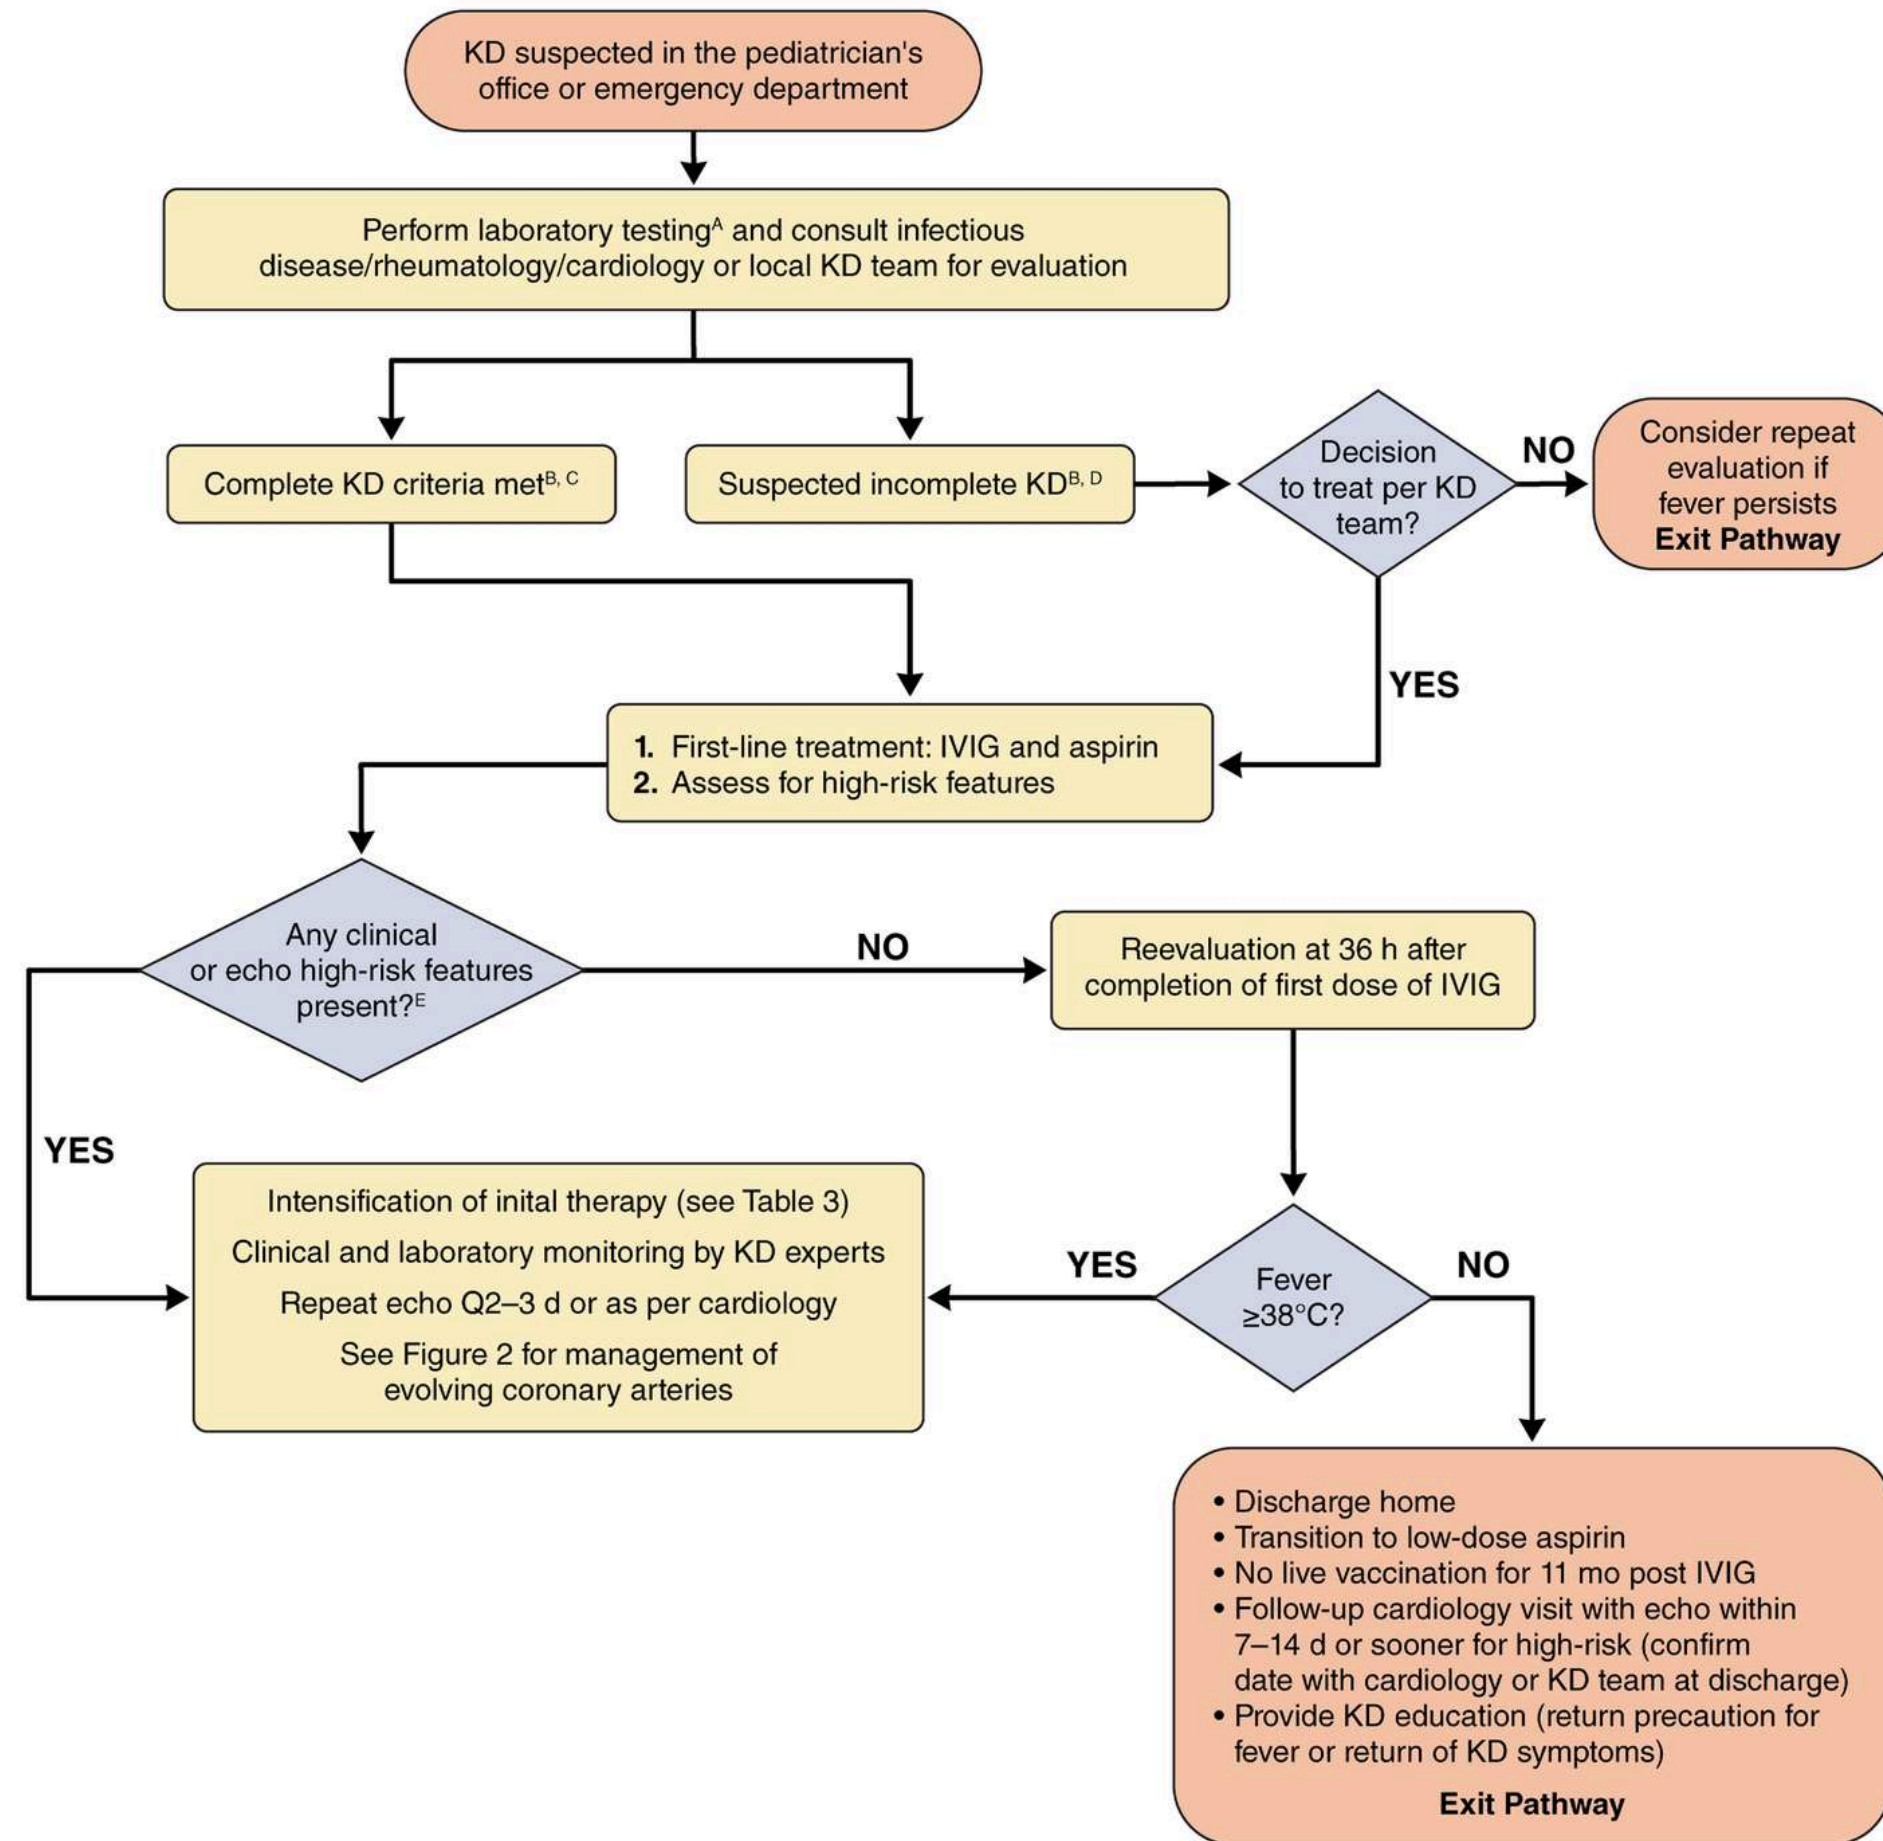 KD suspected in the pediatrician's
office or emergency department
Perform laboratory testingA and consult infectious
disease/rheumatology/cardiology or local KD team for evaluation
Complete KD criteria metB, C
Suspected incomplete KDB, D
Decision
to treat per KD
team?
NO
Consider repeat
evaluation if
fever persists
Exit Pathway
YES
1. First-line treatment: IVIG and aspirin
2. Assess for high-risk features
Any clinical
or echo high-risk features
present?E
NO
Reevaluation at 36 h after
completion of first dose of IVIG
YES
Intensification of inital therapy (see Table 3)
Clinical and laboratory monitoring by KD experts
Repeat echo Q2–3 d or as per cardiology
See Figure 2 for management of
evolving coronary arteries
YES
Fever
≥38°C?
NO
• Discharge home
• Transition to low-dose aspirin
• No live vaccination for 11 mo post IVIG
• Follow-up cardiology visit with echo within
7–14 d or sooner for high-risk (confirm
date with cardiology or KD team at discharge)
• Provide KD education (return precaution for
fever or return of KD symptoms)
Exit Pathway